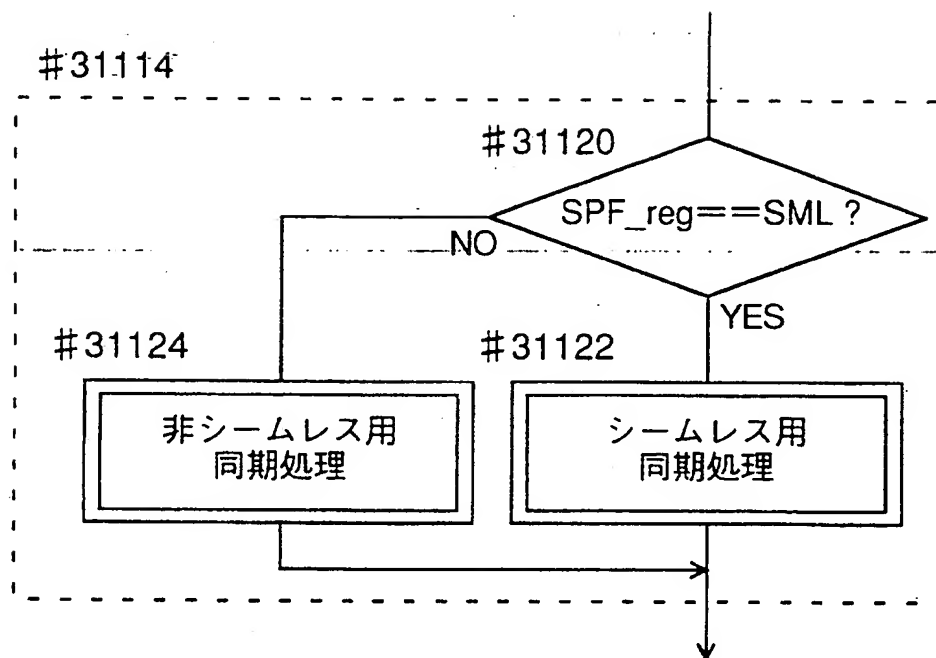 #31114
#31120
SPF_reg==SML ?
NO
YES
#31124
#31122
非シームレス用
同期処理
シームレス用
同期処理